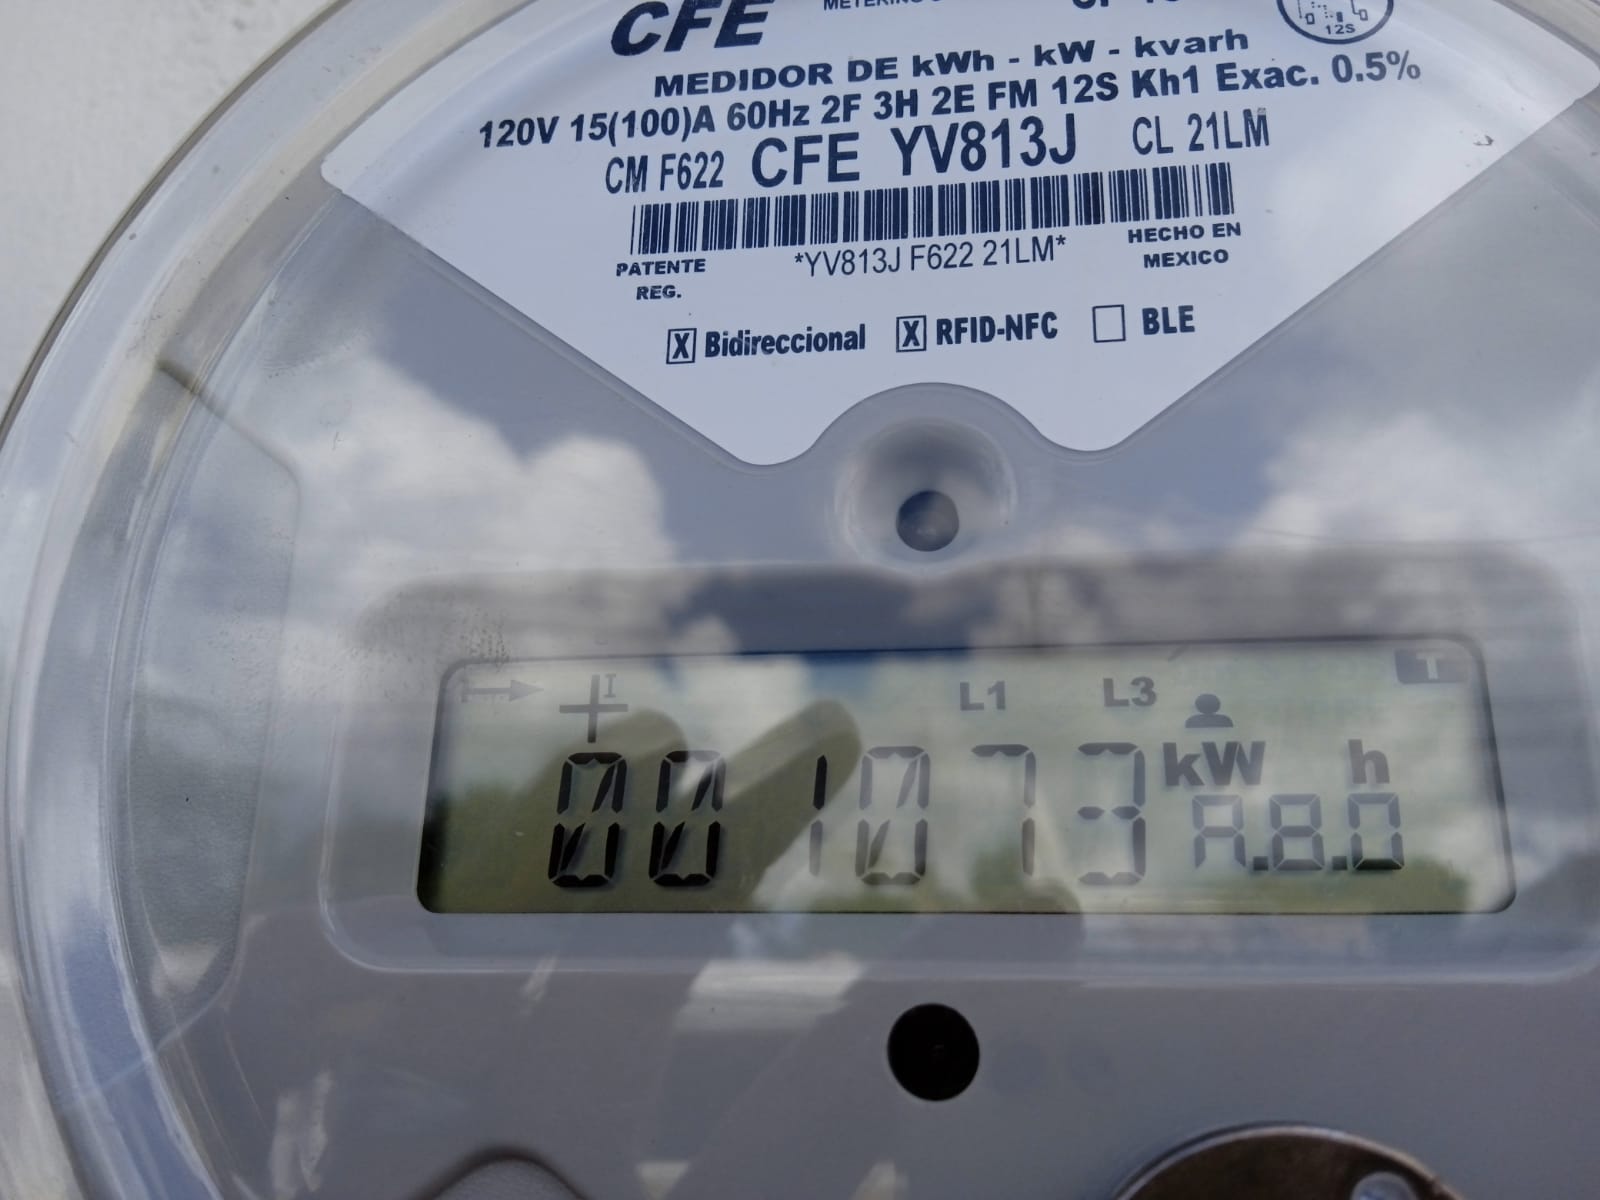 CFE
12S
MEDIDOR DE kWh - kW - kvarh
120V 15(100)A 60Hz 2F 3H 2E FM 12S Kh1 Exac. 0.5%
CM F622 CFE YV813J CL 21LM
*YV813J F622 21LM*
PATENTE
REG.
HECHO EN
MEXICO
X Bidireccional X RFID-NFC BLE
+ I L1 L3 T
001073 kW h
A.8.0